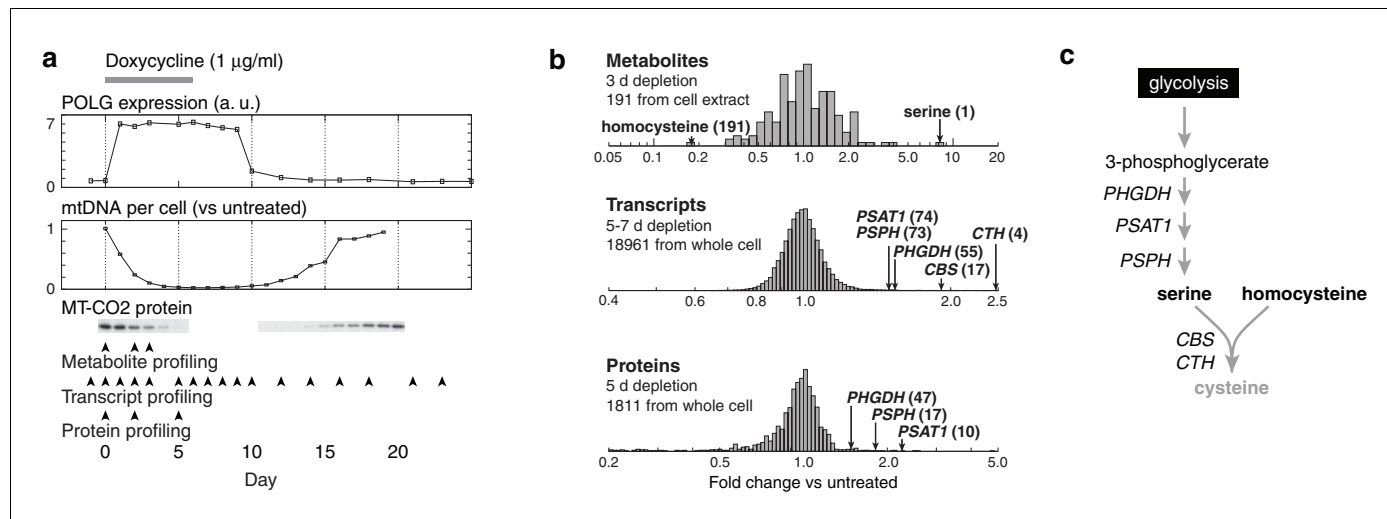 a
Doxycycline (1 μg/ml)
POLG expression (a. u.)
7
0
mtDNA per cell (vs untreated)
1
0
MT-CO2 protein
Metabolite profiling
Transcript profiling
Protein profiling
0 5 10 15 20
Day
b
Metabolites
3 d depletion
191 from cell extract
homocysteine (191)
serine (1)
0.05 0.1 0.2 0.5 1.0 2.0 5.0 10 20
Transcripts
5-7 d depletion
18961 from whole cell
PSAT1 (74)
PSPH (73)
CTH (4)
PHGDH (55)
CBS (17)
0.4 0.6 0.8 1.0 2.0 2.5
Proteins
5 d depletion
1811 from whole cell
PHGDH (47)
PSPH (17)
PSAT1 (10)
0.2 0.5 1.0 2.0 5.0
Fold change vs untreated
c
glycolysis
3-phosphoglycerate
PHGDH
PSAT1
PSPH
serine homocysteine
CBS
CTH
cysteine